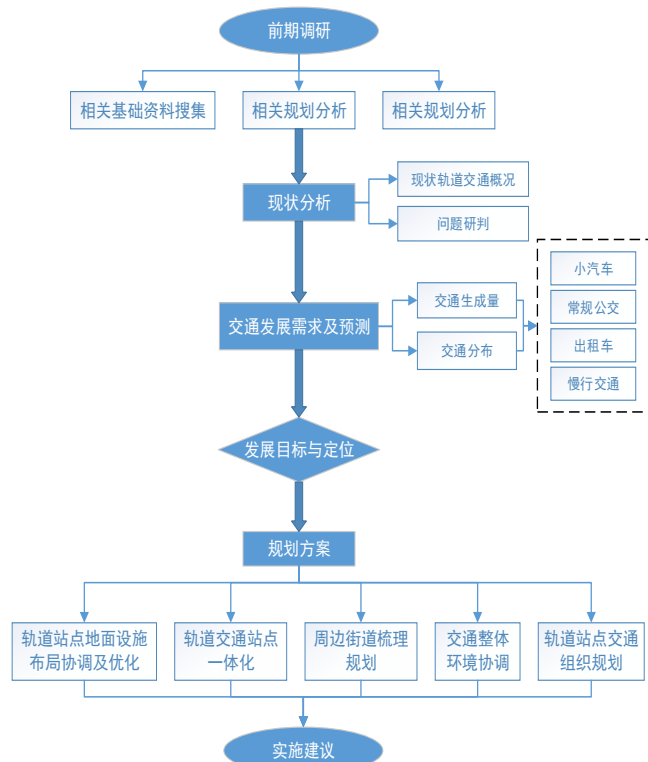 前期调研
相关基础资料搜集
相关规划分析
相关规划分析
现状分析
现状轨道交通概况
问题研判
交通发展需求及预测
交通生成量
交通分布
小汽车
常规公交
出租车
慢行交通
发展目标与定位
规划方案
轨道站点地面设施
布局协调及优化
轨道交通站点
一体化
周边街道梳理
规划
交通整体
环境协调
轨道站点交通
组织规划
实施建议